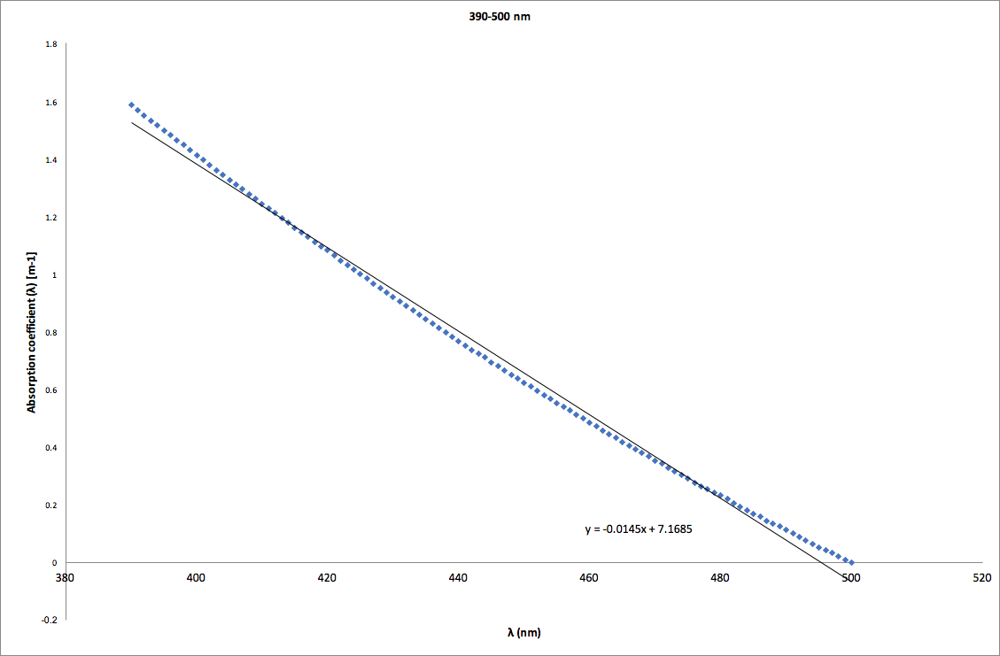 390-500 nm
1.8
1.6
1.4
1.2
1
0.8
0.6
0.4
0.2
0
-0.2
Absorption coefficient (λ) [m-1]
y = -0.0145x + 7.1685
380 400 420 440 460 480 500 520
λ (nm)